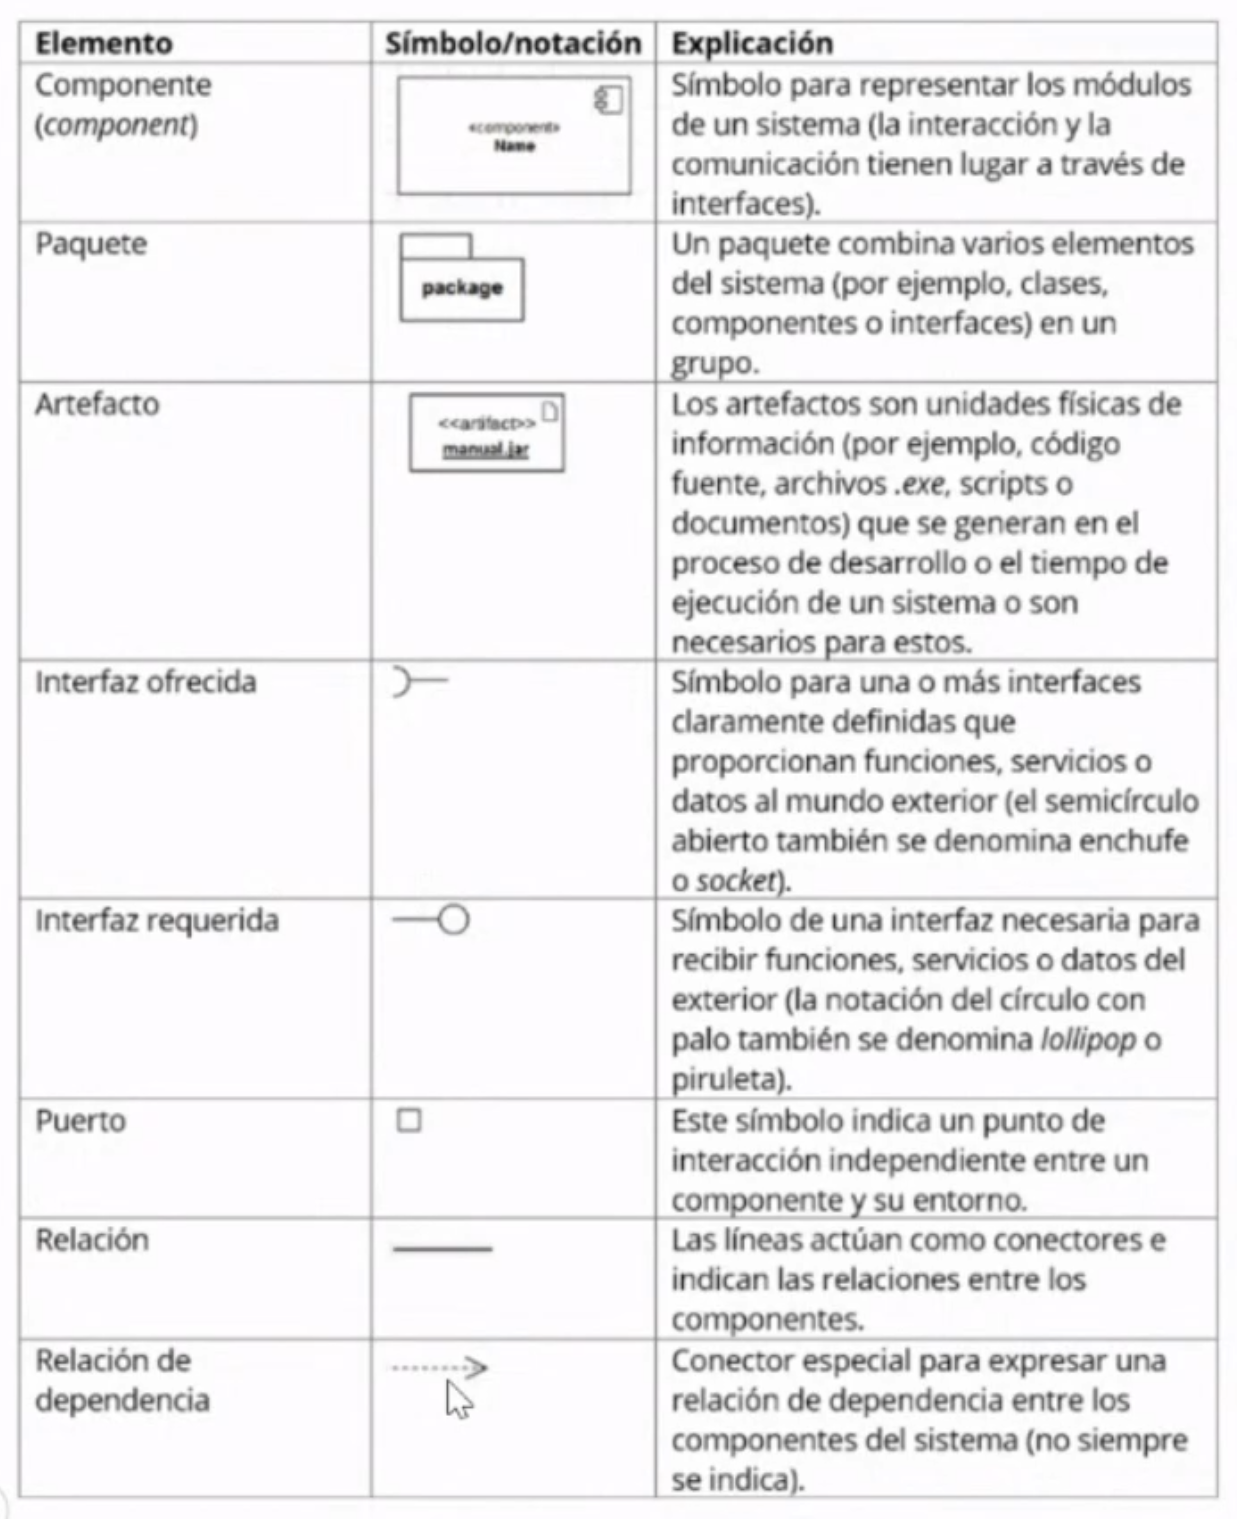 Elemento
Símbolo/notación
Explicación
Componente
(component)
«component»
Name
Símbolo para representar los módulos
de un sistema (la interacción y la
comunicación tienen lugar a través de
interfaces).
Paquete
package
Un paquete combina varios elementos
del sistema (por ejemplo, clases,
componentes o interfaces) en un
grupo.
Artefacto
<<artifact>>
manual.jar
Los artefactos son unidades físicas de
información (por ejemplo, código
fuente, archivos .exe, scripts o
documentos) que se generan en el
proceso de desarrollo o el tiempo de
ejecución de un sistema o son
necesarios para estos.
Interfaz ofrecida
Símbolo para una o más interfaces
claramente definidas que
proporcionan funciones, servicios o
datos al mundo exterior (el semicírculo
abierto también se denomina enchufe
o socket).
Interfaz requerida
Símbolo de una interfaz necesaria para
recibir funciones, servicios o datos del
exterior (la notación del círculo con
palo también se denomina lollipop o
piruleta).
Puerto
Este símbolo indica un punto de
interacción independiente entre un
componente y su entorno.
Relación
Las líneas actúan como conectores e
indican las relaciones entre los
componentes.
Relación de
dependencia
Conector especial para expresar una
relación de dependencia entre los
componentes del sistema (no siempre
se indica).